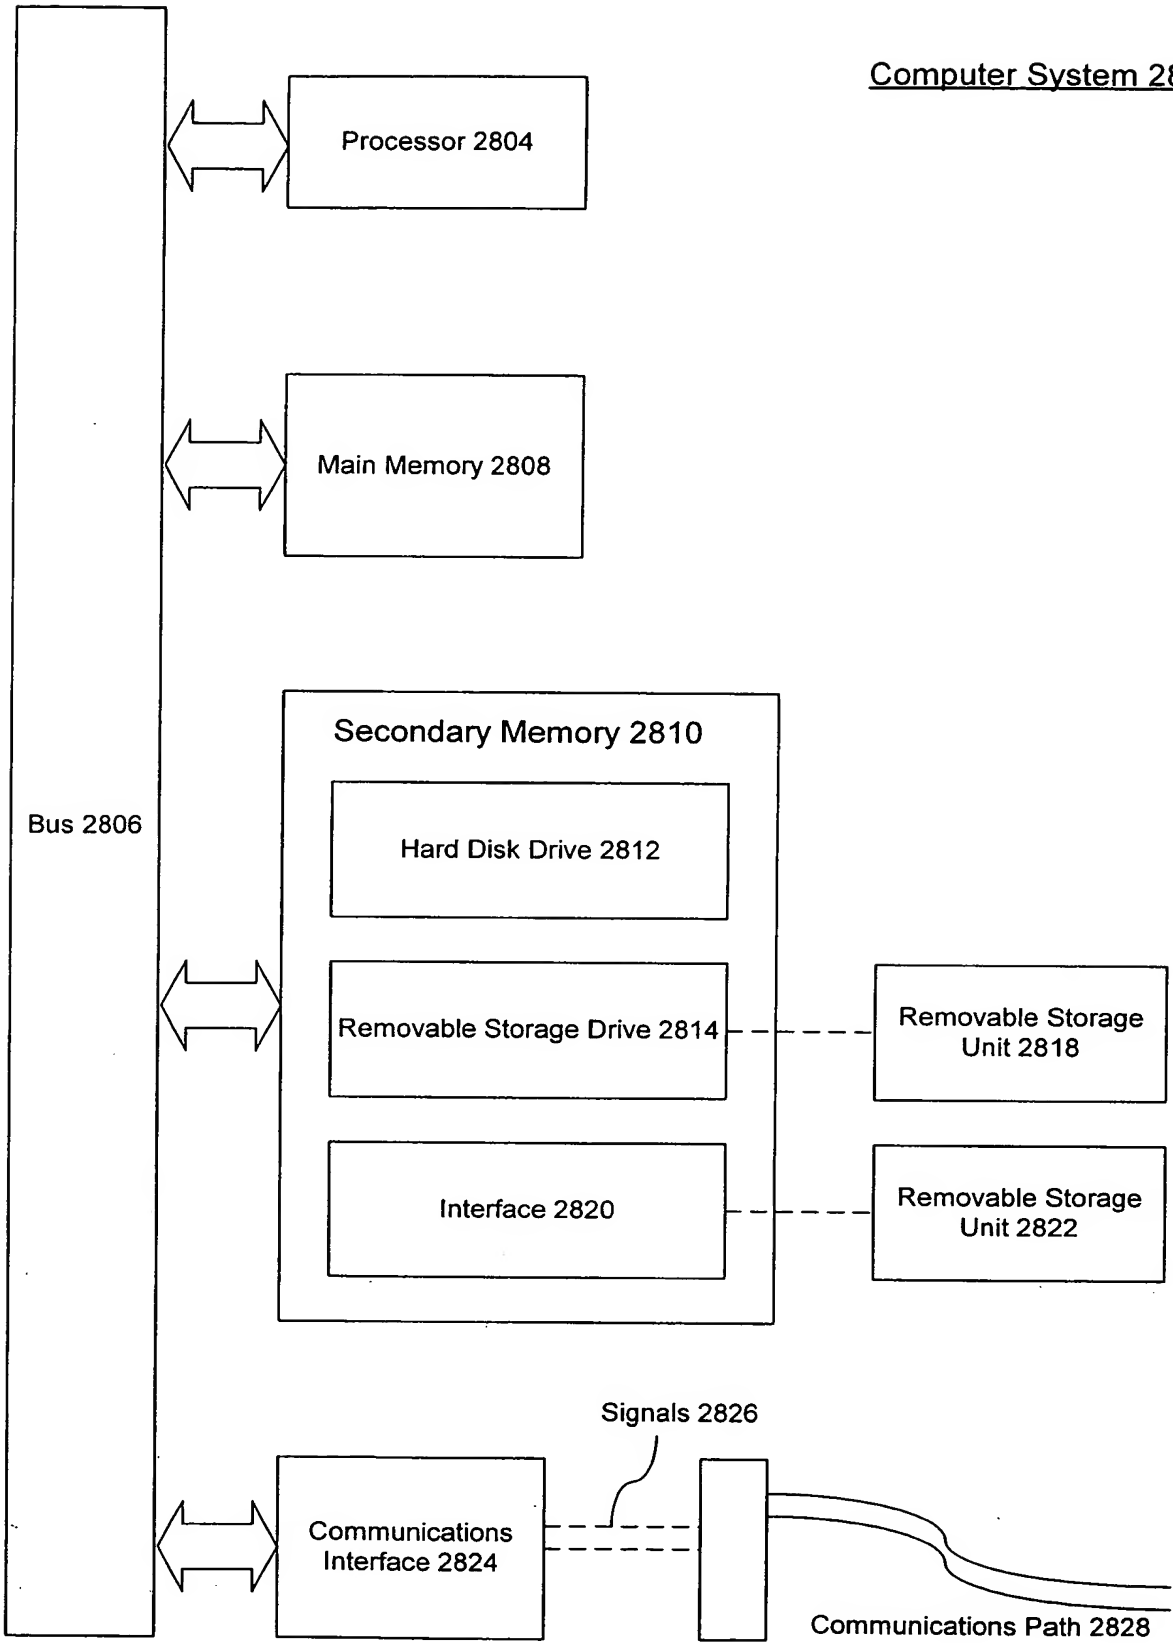 Computer System 28
Processor 2804
Main Memory 2808
Secondary Memory 2810
Bus 2806
Hard Disk Drive 2812
Removable Storage Drive 2814
Removable Storage
Unit 2818
Interface 2820
Removable Storage
Unit 2822
Signals 2826
Communications
Interface 2824
Communications Path 2828